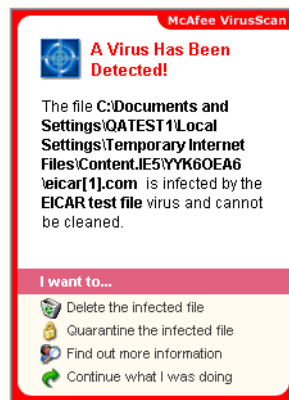 McAfee VirusScan
A Virus Has Been
Detected!
The file C:\Documents and
Settings\QATEST1\Local
Settings\Temporary Internet
Files\Content.IE5\YYK6OEA6
\eicar[1].com is infected by the
EICAR test file virus and cannot
be cleaned.
I want to...
Delete the infected file
Quarantine the infected file
Find out more information
Continue what I was doing